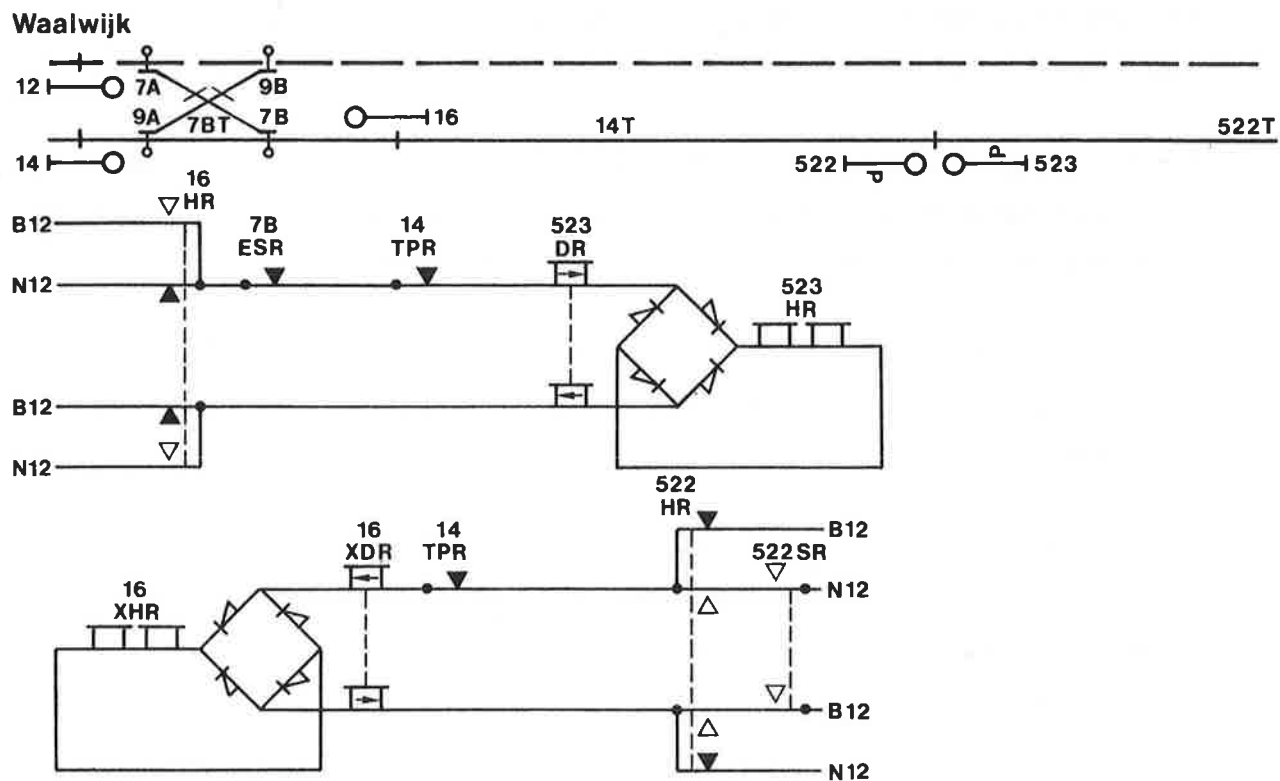 Waalwijk
12
7A
9B
9A
7BT
7B
16
14T
522T
14
522
P
P
523
16
HR
7B
ESR
14
TPR
523
DR
B12
N12
523
HR
B12
N12
522
HR
16
XDR
14
TPR
522 SR
B12
N12
16
XHR
B12
N12